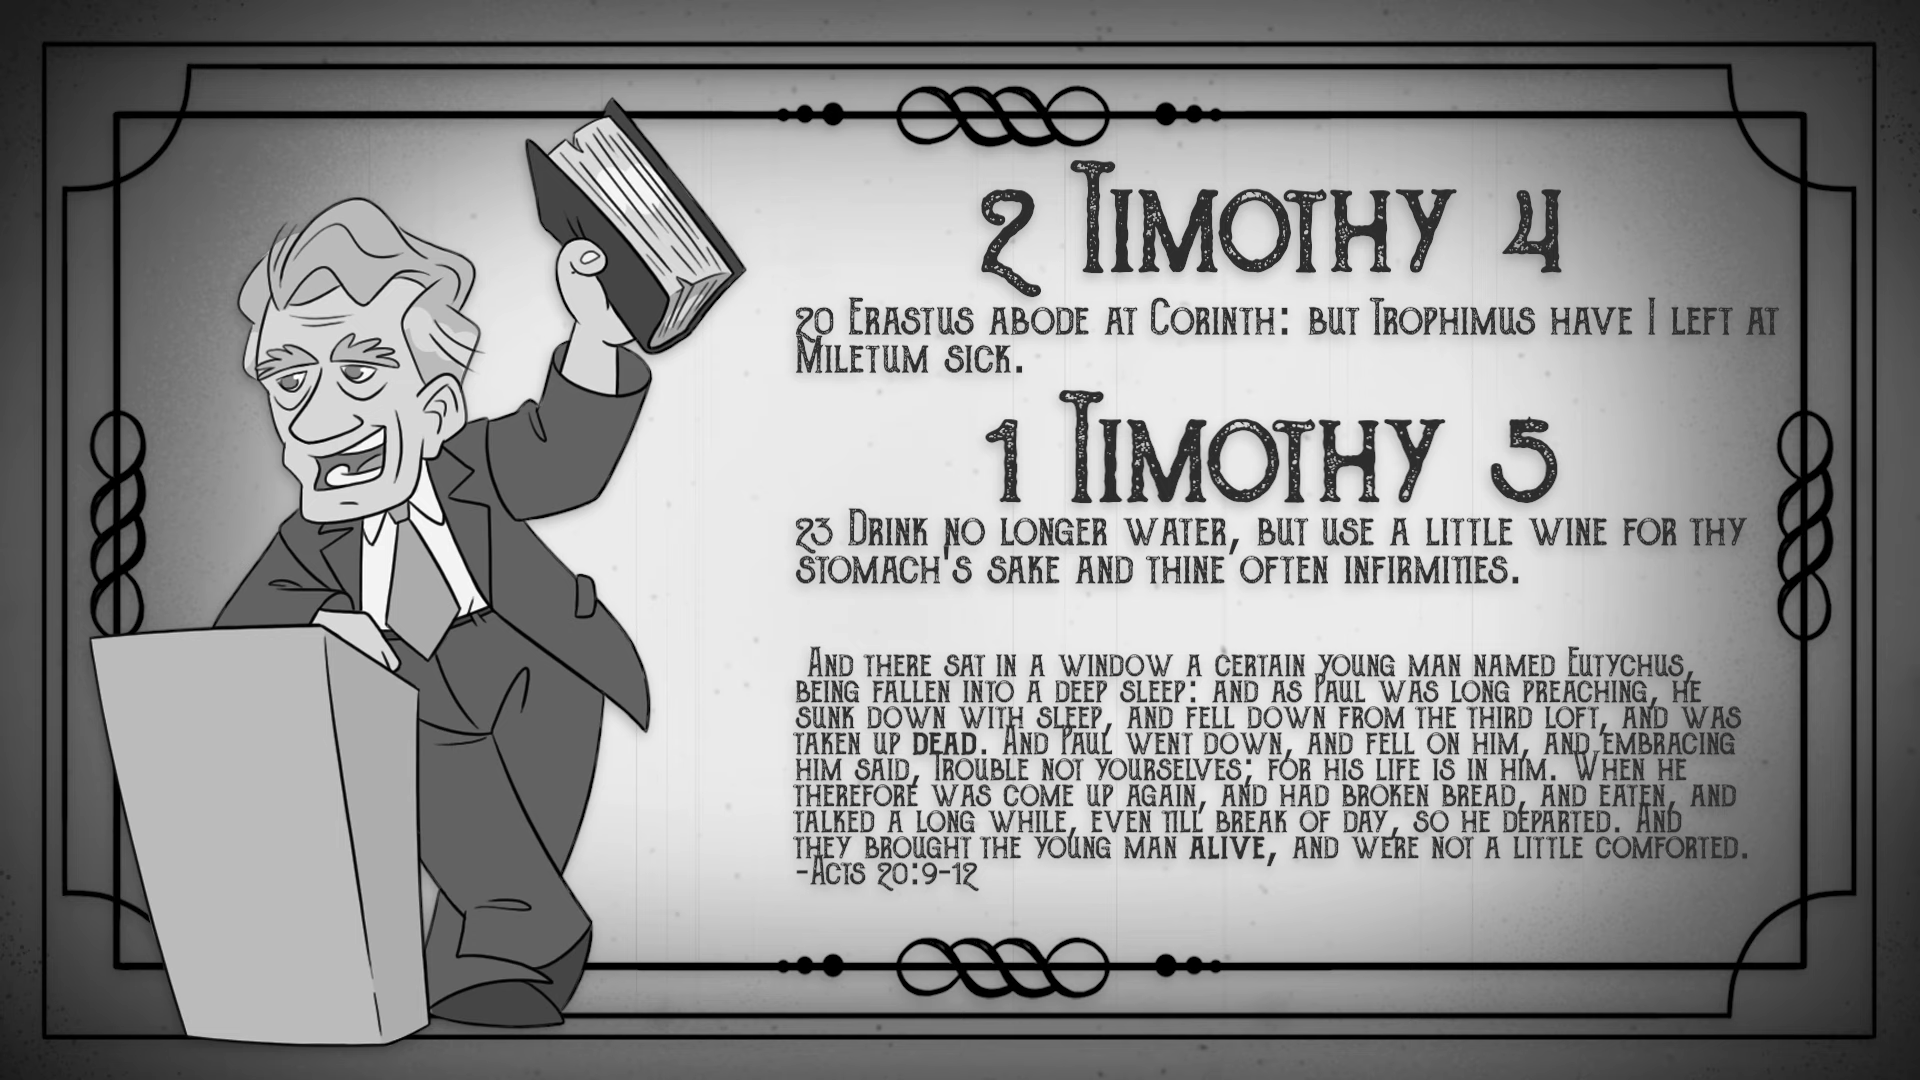 2 Timothy 4
20 Erastus abode at Corinth: but Trophimus have I left at
Miletum sick.
1 Timothy 5
23 Drink no longer water, but use a little wine for thy
stomach's sake and thine often infirmities.
And there sat in a window a certain young man named Eutychus,
being fallen into a deep sleep: and as Paul was long preaching, he
sunk down with sleep, and fell down from the third loft, and was
taken up dead. And Paul went down, and fell on him, and embracing
him said, Trouble not yourselves; for his life is in him. When he
therefore was come up again, and had broken bread, and eaten, and
talked a long while, even till break of day, so he departed. And
they brought the young man alive, and were not a little comforted.
-Acts 20:9-12